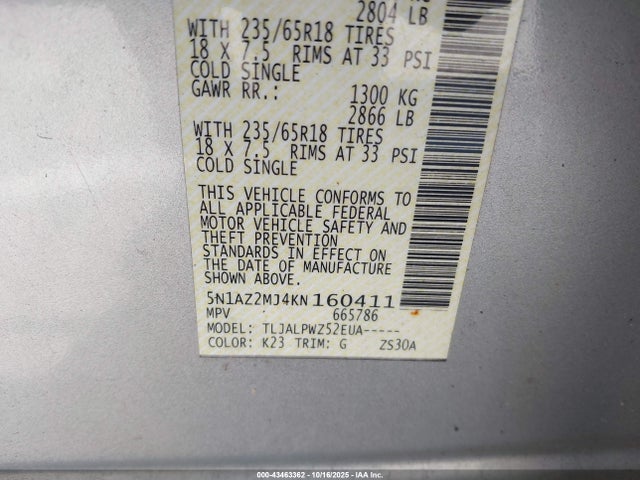 2804 LB
WITH 235/65R18 TIRES
18 X 7.5 RIMS AT 33 PSI
COLD SINGLE
GAWR RR.: 1300 KG
2866 LB
WITH 235/65R18 TIRES
18 X 7.5 RIMS AT 33 PSI
COLD SINGLE
THIS VEHICLE CONFORMS TO
ALL APPLICABLE FEDERAL
MOTOR VEHICLE SAFETY AND
THEFT PREVENTION
STANDARDS IN EFFECT ON
THE DATE OF MANUFACTURE
SHOWN ABOVE.
5N1AZ2MJ4KN160411
MPV 665786
MODEL: TLJALPWZ52EUA-----
COLOR: K23 TRIM: G ZS30A
000-43463362 - 10/16/2025 - IAA Inc.